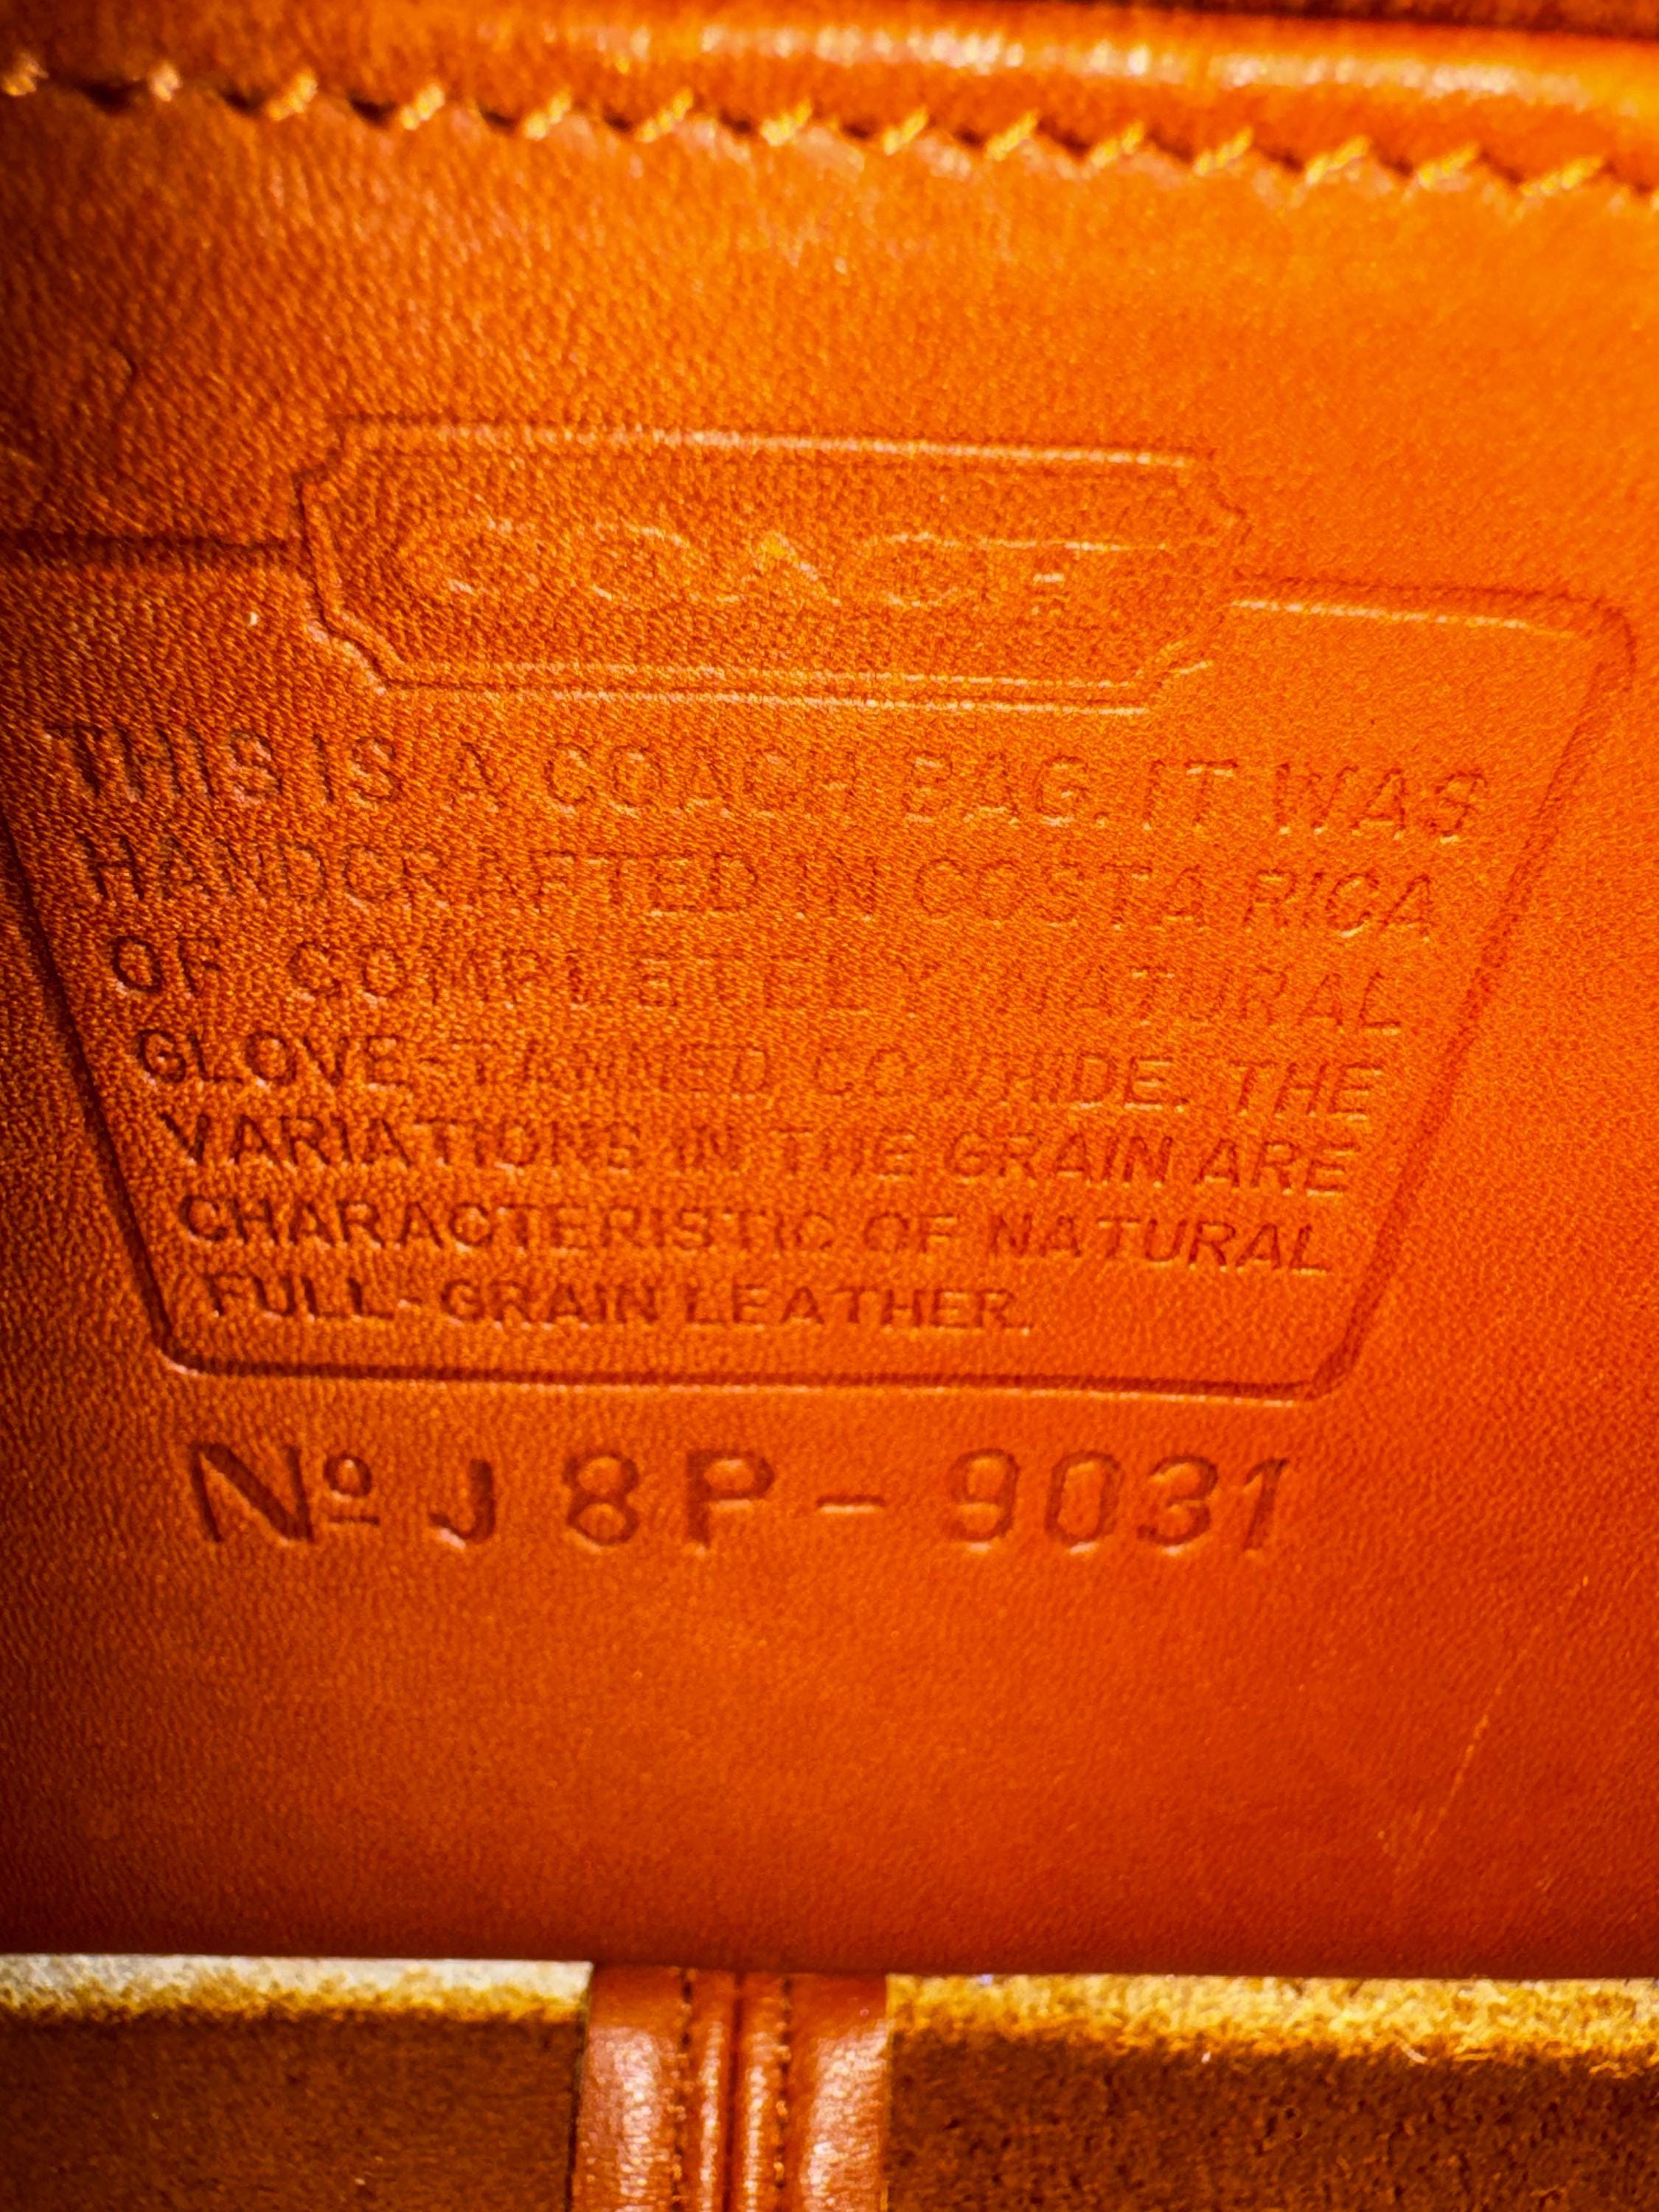 COACH
THIS IS A COACH BAG. IT WAS
HANDCRAFTED IN COSTA RICA
OF COMPLETELY NATURAL
GLOVE-TANNED COWHIDE. THE
VARIATIONS IN THE GRAIN ARE
CHARACTERISTIC OF NATURAL
FULL-GRAIN LEATHER.
Nº J8P-9031